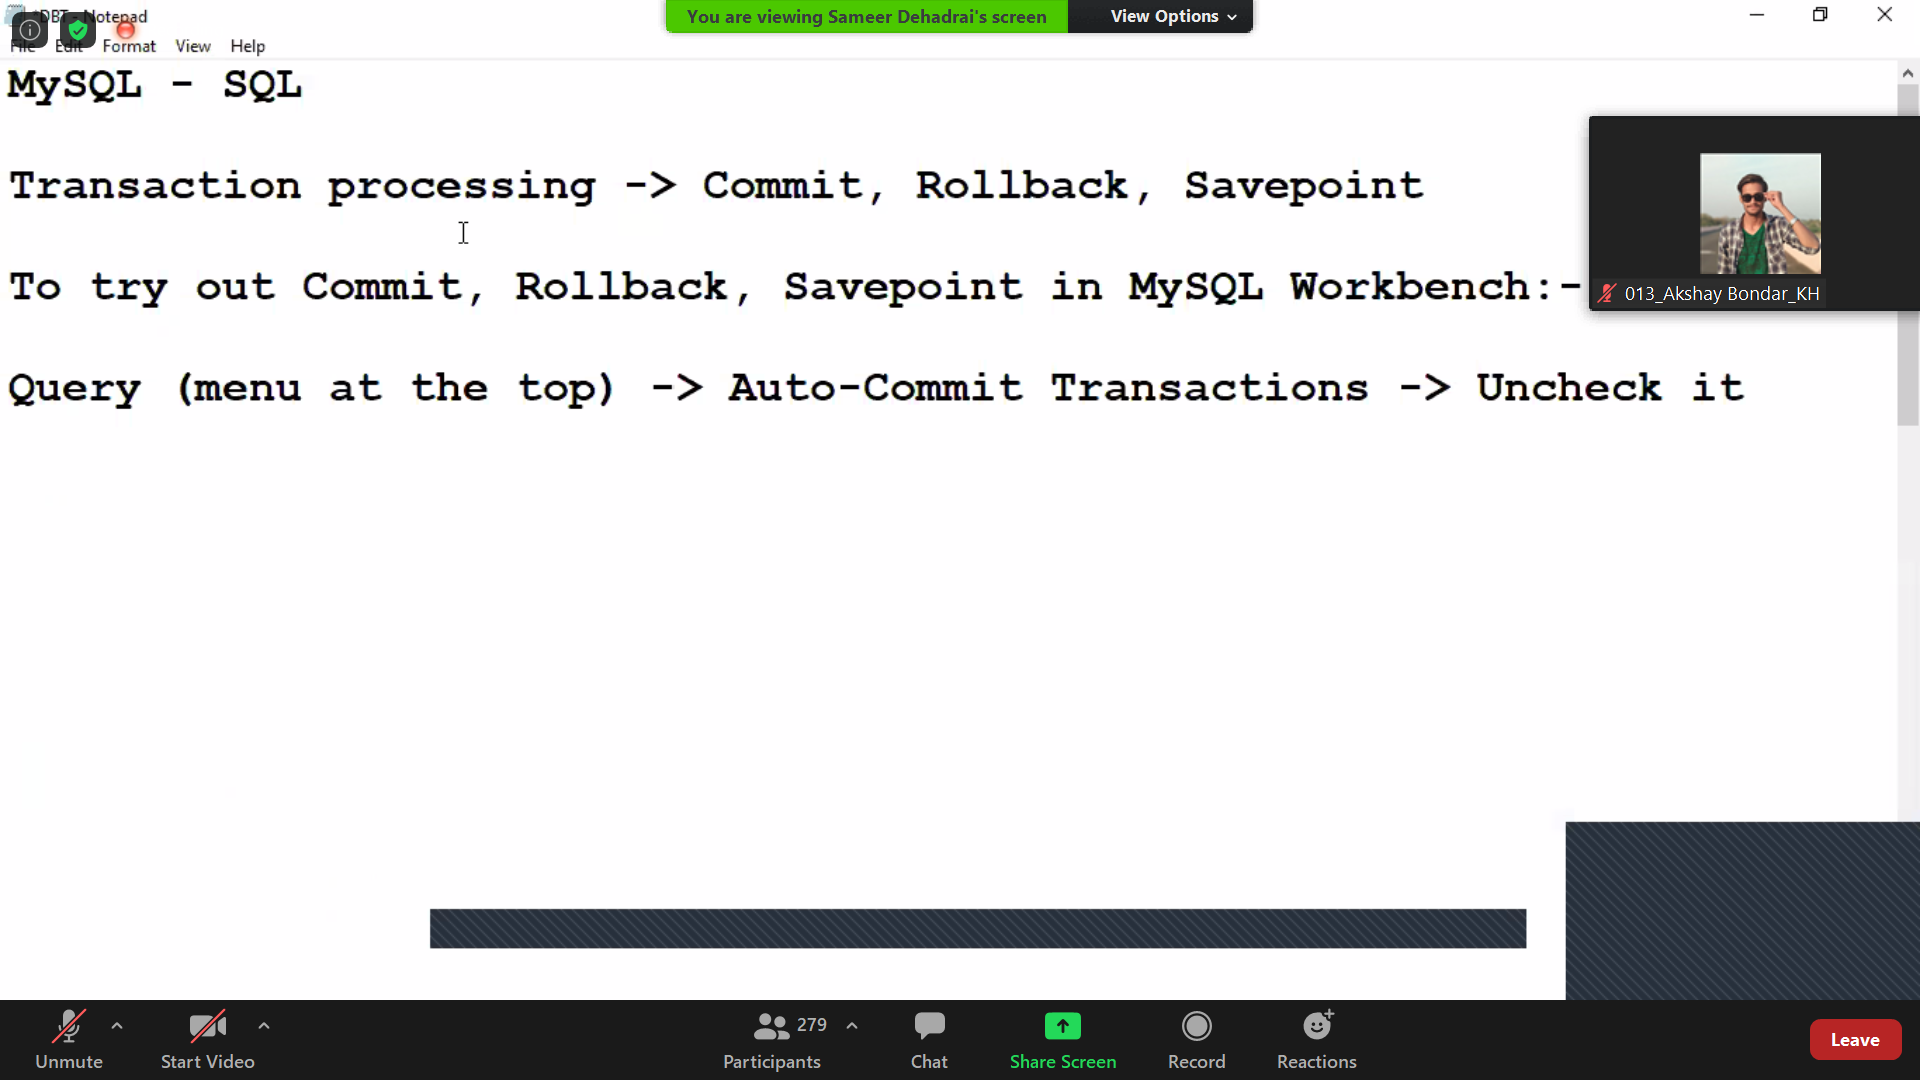 *DBT - Notepad
You are viewing Sameer Dehadrai's screen
View Options
File Edit Format View Help
MySQL - SQL
Transaction processing -> Commit, Rollback, Savepoint
To try out Commit, Rollback, Savepoint in MySQL Workbench:-
013_Akshay Bondar_KH
Query (menu at the top) -> Auto-Commit Transactions -> Uncheck it
Unmute
Start Video
279
Participants
Chat
Share Screen
Record
Reactions
Leave